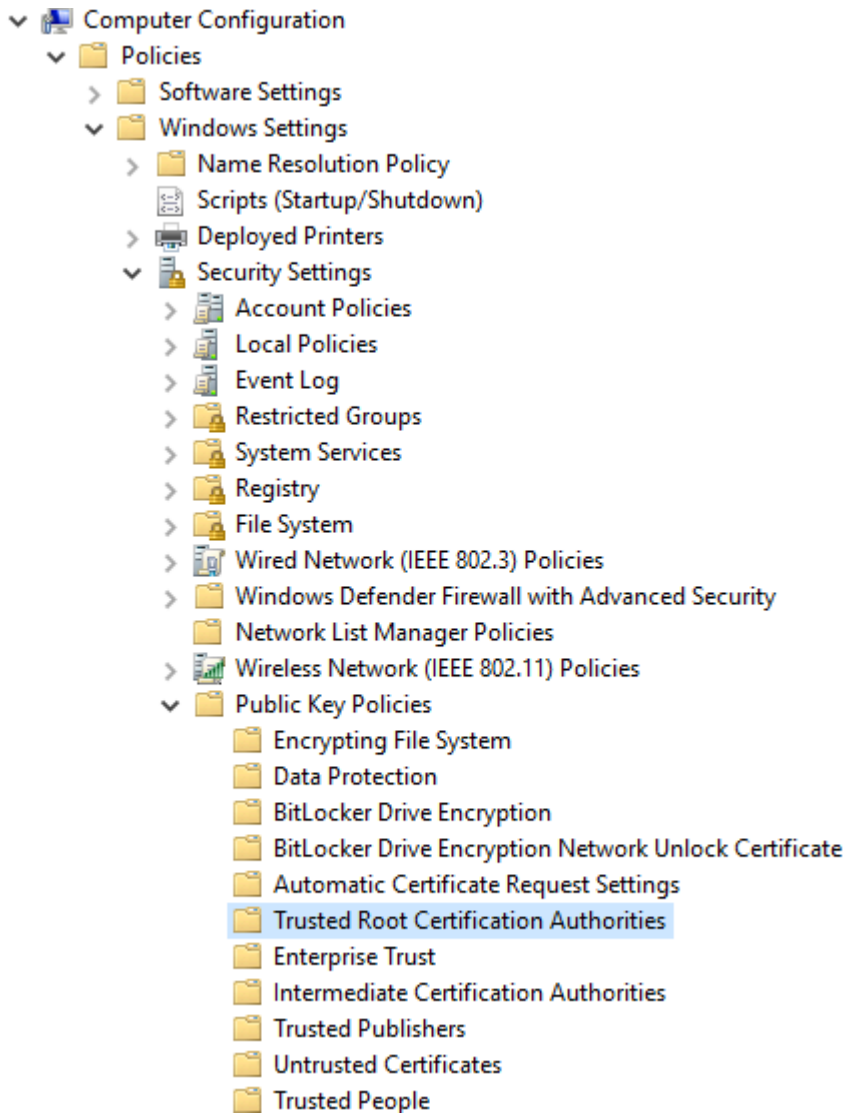 Computer Configuration
Policies
Software Settings
Windows Settings
Name Resolution Policy
Scripts (Startup/Shutdown)
Deployed Printers
Security Settings
Account Policies
Local Policies
Event Log
Restricted Groups
System Services
Registry
File System
Wired Network (IEEE 802.3) Policies
Windows Defender Firewall with Advanced Security
Network List Manager Policies
Wireless Network (IEEE 802.11) Policies
Public Key Policies
Encrypting File System
Data Protection
BitLocker Drive Encryption
BitLocker Drive Encryption Network Unlock Certificate
Automatic Certificate Request Settings
Trusted Root Certification Authorities
Enterprise Trust
Intermediate Certification Authorities
Trusted Publishers
Untrusted Certificates
Trusted People